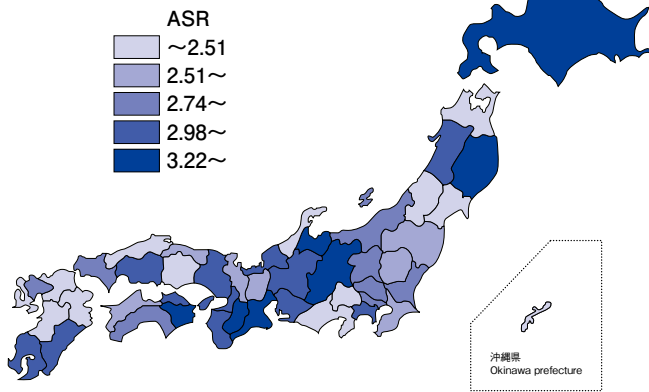 ASR
～2.51
2.51～
2.74～
2.98～
3.22～
沖縄県
Okinawa prefecture